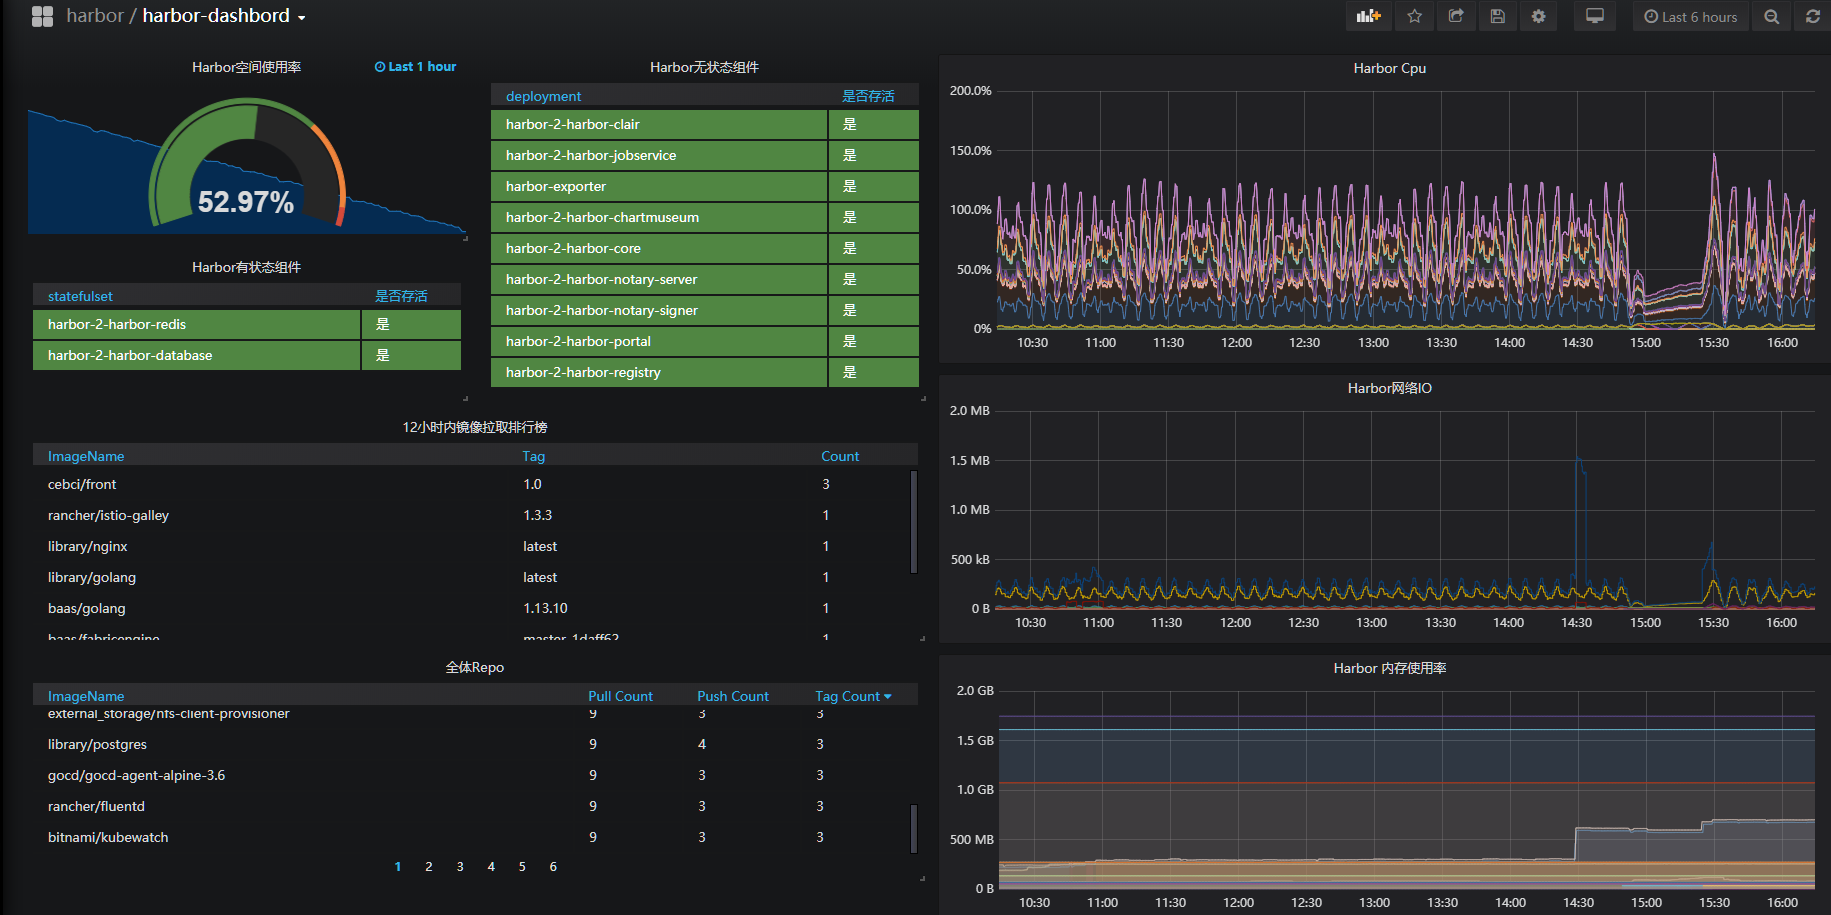 harbor / harbor-dashbord
Last 6 hours
Harbor空间使用率
Last 1 hour
52.97%
Harbor有状态组件
statefulset 是否存活
harbor-2-harbor-redis 是
harbor-2-harbor-database 是
Harbor无状态组件
deployment 是否存活
harbor-2-harbor-clair 是
harbor-2-harbor-jobservice 是
harbor-exporter 是
harbor-2-harbor-chartmuseum 是
harbor-2-harbor-core 是
harbor-2-harbor-notary-server 是
harbor-2-harbor-notary-signer 是
harbor-2-harbor-portal 是
harbor-2-harbor-registry 是
12小时内镜像拉取排行榜
ImageName Tag Count
cebci/front 1.0 3
rancher/istio-galley 1.3.3 1
library/nginx latest 1
library/golang latest 1
baas/golang 1.13.10 1
baas/fabricengine master_1daff62 1
全体Repo
ImageName Pull Count Push Count Tag Count
external_storage/nfs-client-provisioner 9 3 3
library/postgres 9 4 3
gocd/gocd-agent-alpine-3.6 9 3 3
rancher/fluentd 9 3 3
bitnami/kubewatch 9 3 3
1 2 3 4 5 6
Harbor Cpu
200.0%
150.0%
100.0%
50.0%
0%
10:30 11:00 11:30 12:00 12:30 13:00 13:30 14:00 14:30 15:00 15:30 16:00
Harbor网络IO
2.0 MB
1.5 MB
1.0 MB
500 kB
0 B
10:30 11:00 11:30 12:00 12:30 13:00 13:30 14:00 14:30 15:00 15:30 16:00
Harbor 内存使用率
2.0 GB
1.5 GB
1.0 GB
500 MB
0 B
10:30 11:00 11:30 12:00 12:30 13:00 13:30 14:00 14:30 15:00 15:30 16:00